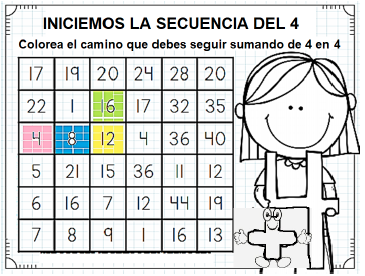 INICIEMOS LA SECUENCIA DEL 4
Colorea el camino que debes seguir sumando de 4 en 4
17 19 20 24 28 20
22 1 16 17 32 35
4 8 12 4 36 40
5 21 15 36 11 12
6 16 7 12 44 19
7 8 9 1 16 13